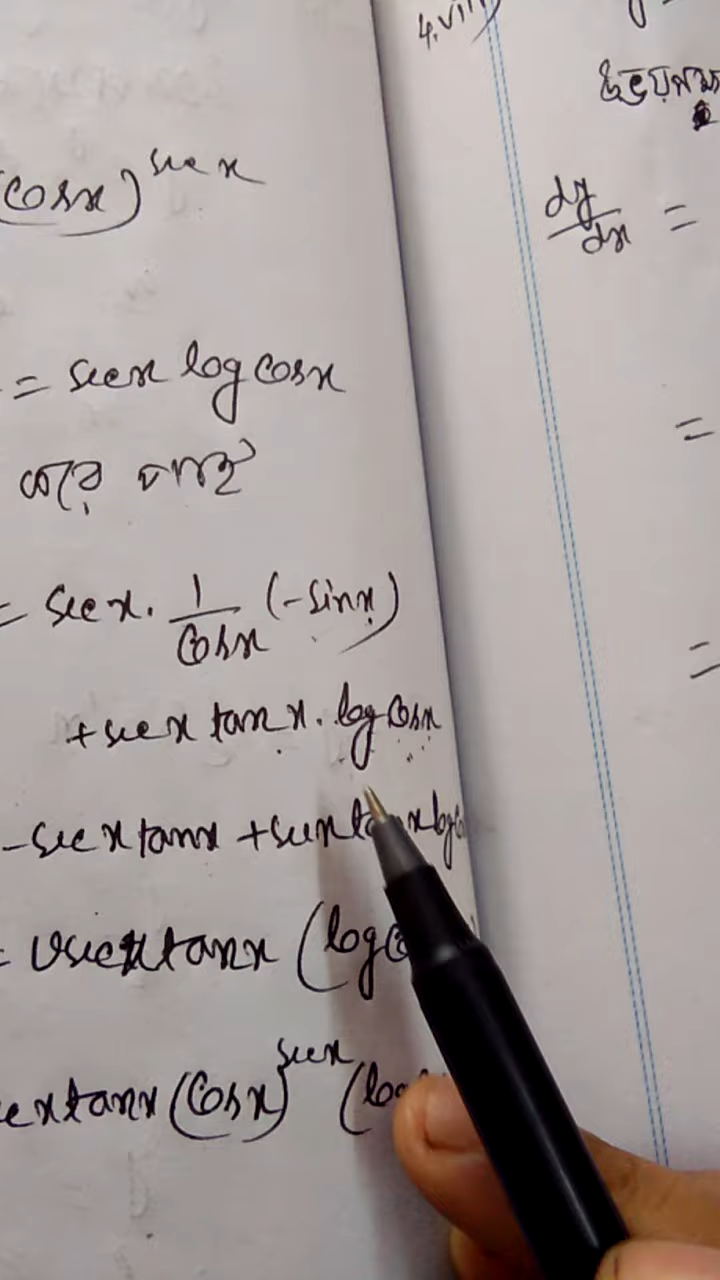 (cosx)^secx
= secx log cosx
= secx. 1/cosx (-sinx)
+ secx tanx. log cosx
-secx tanx + secx tanx log
= v secx tanx (log
secx tanx (cosx)^secx (log
4.viii)
dy/dx =
=
=